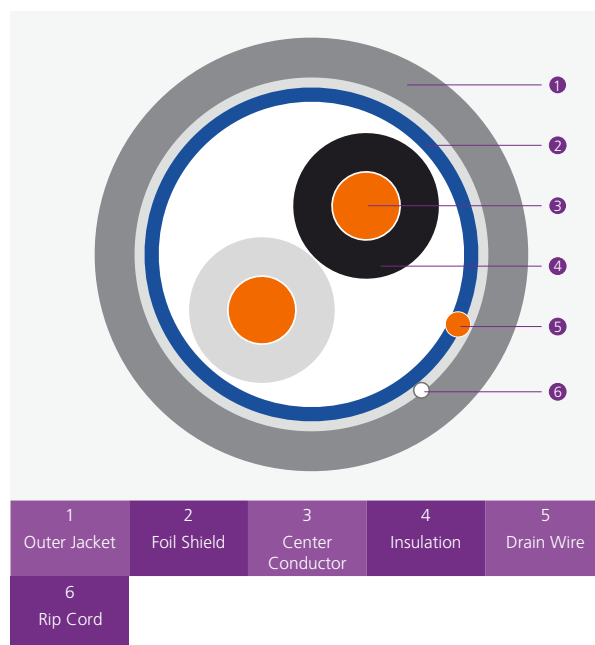 1
2
3
4
5
6
1
Outer Jacket
2
Foil Shield
3
Center
Conductor
4
Insulation
5
Drain Wire
6
Rip Cord